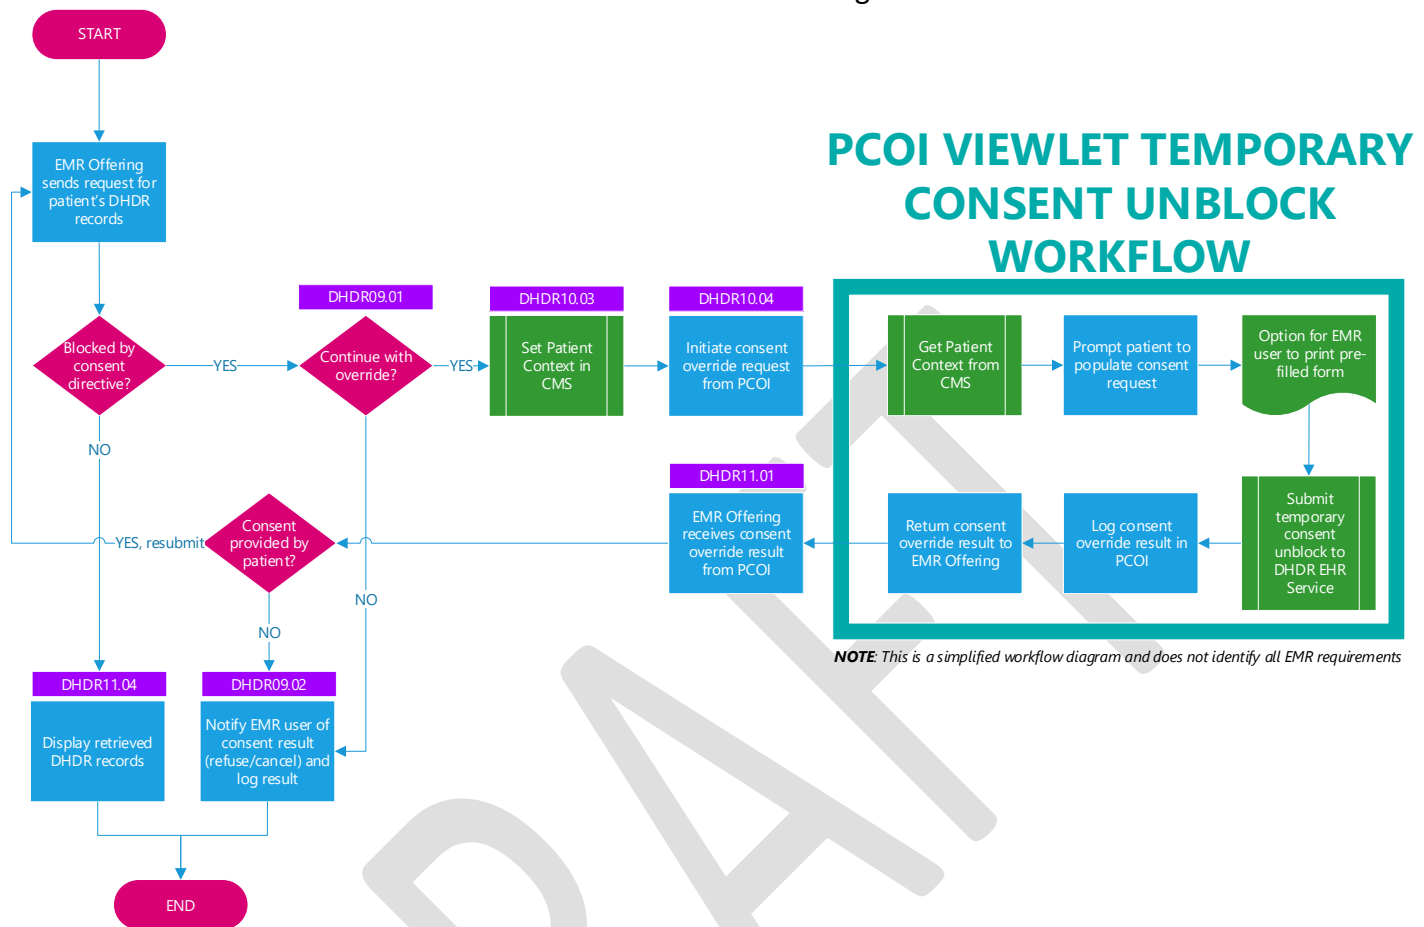 START
EMR Offering
sends request for
patient's DHDR
records
PCOI VIEWLET TEMPORARY
CONSENT UNBLOCK
WORKFLOW
Blocked by
consent
directive?
YES
DHDR09.01
Continue with
override?
YES
DHDR10.03
Set Patient
Context in
CMS
DHDR10.04
Initiate consent
override request
from PCOI
Get Patient
Context from
CMS
Prompt patient to
populate consent
request
Option for EMR
user to print pre-
filled form
NO
YES, resubmit
Consent
provided by
patient?
DHDR11.01
EMR Offering
receives consent
override result
from PCOI
Return consent
override result to
EMR Offering
Log consent
override result in
PCOI
Submit
temporary
consent
unblock to
DHDR EHR
Service
NO
NO
NOTE: This is a simplified workflow diagram and does not identify all EMR requirements
DHDR11.04
Display retrieved
DHDR records
DHDR09.02
Notify EMR user of
consent result
(refuse/cancel) and
log result
END
DRAFT